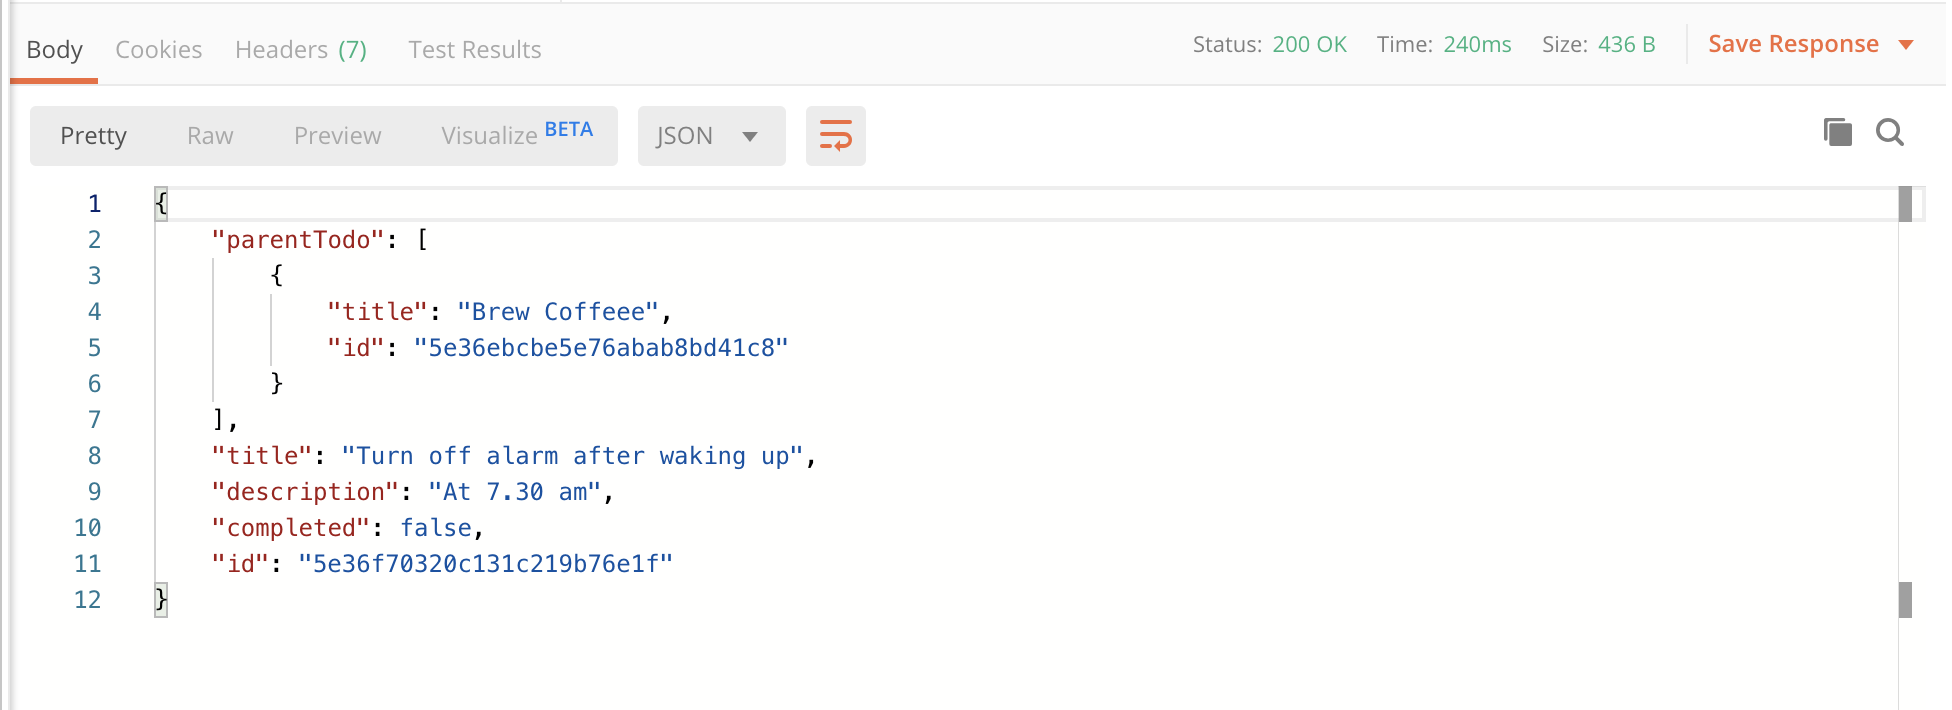 Body Cookies Headers (7) Test Results Status: 200 OK Time: 240ms Size: 436 B Save Response
Pretty Raw Preview Visualize BETA JSON
1 {
2 "parentTodo": [
3 {
4 "title": "Brew Coffeee",
5 "id": "5e36ebcbe5e76abab8bd41c8"
6 }
7 ],
8 "title": "Turn off alarm after waking up",
9 "description": "At 7.30 am",
10 "completed": false,
11 "id": "5e36f70320c131c219b76e1f"
12 }